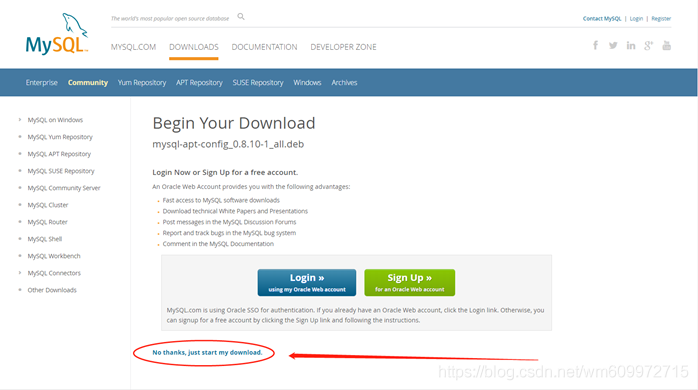 The world's most popular open source database
Contact MySQL | Login | Register
MySQL™
MYSQL.COM DOWNLOADS DOCUMENTATION DEVELOPER ZONE
Enterprise Community Yum Repository APT Repository SUSE Repository Windows Archives
MySQL on Windows
MySQL Yum Repository
MySQL APT Repository
MySQL SUSE Repository
MySQL Community Server
MySQL Cluster
MySQL Router
MySQL Shell
MySQL Workbench
MySQL Connectors
Other Downloads
Begin Your Download
mysql-apt-config_0.8.10-1_all.deb
Login Now or Sign Up for a free account.
An Oracle Web Account provides you with the following advantages:
Fast access to MySQL software downloads
Download technical White Papers and Presentations
Post messages in the MySQL Discussion Forums
Report and track bugs in the MySQL bug system
Comment in the MySQL Documentation
Login »
using my Oracle Web account
Sign Up »
for an Oracle Web account
MySQL.com is using Oracle SSO for authentication. If you already have an Oracle Web account, click the Login link. Otherwise, you
can signup for a free account by clicking the Sign Up link and following the instructions.
No thanks, just start my download.
https://blog.csdn.net/wm609972715